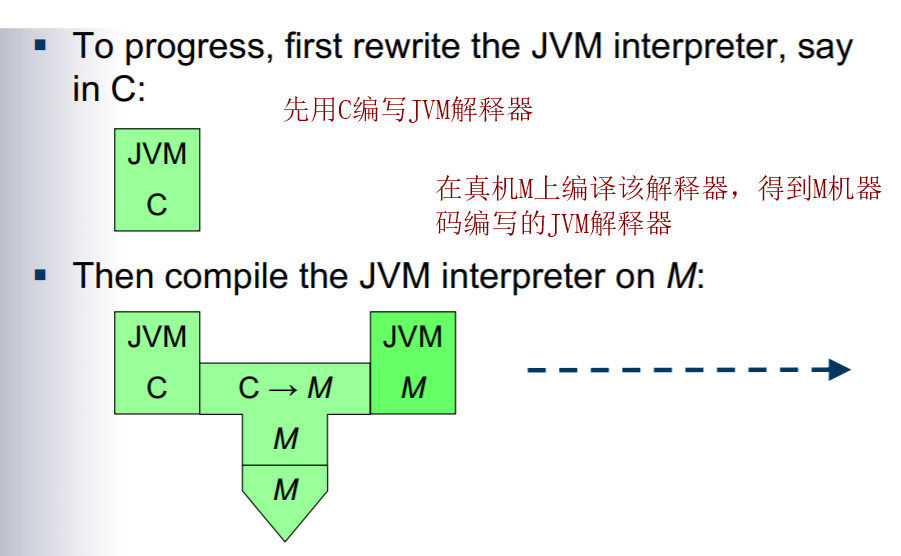 ▪ To progress, first rewrite the JVM interpreter, say
in C:
先用C编写JVM解释器
JVM
C
在真机M上编译该解释器，得到M机器
码编写的JVM解释器
▪ Then compile the JVM interpreter on M:
JVM JVM
C C → M M
M
M